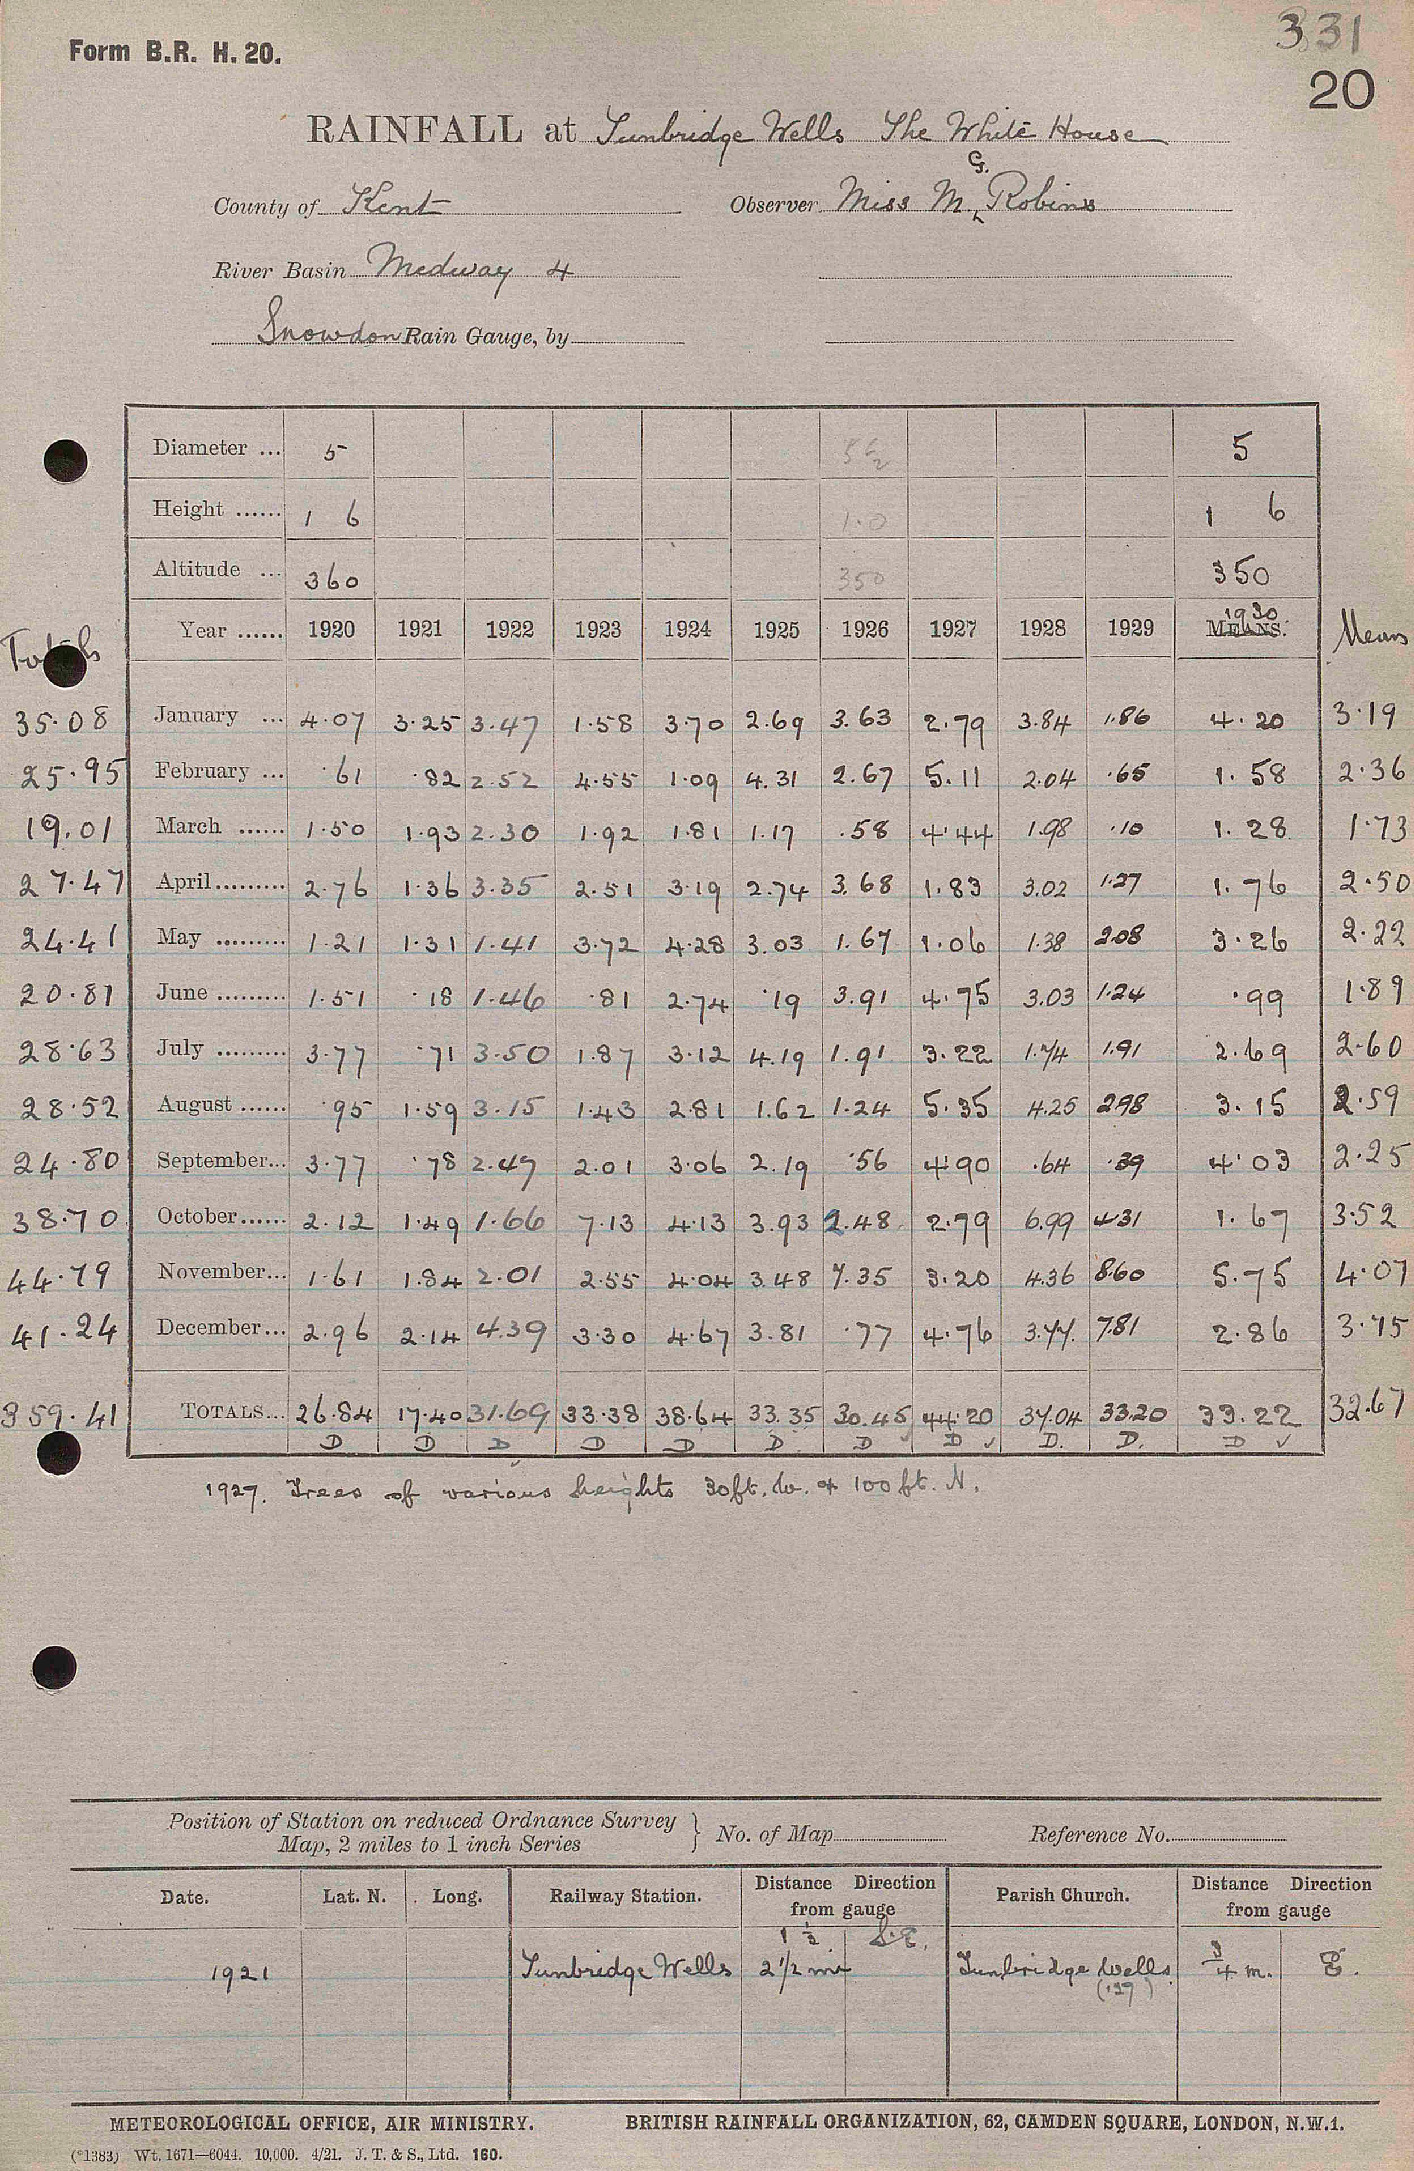 331
Form B.R. H. 20.
20
RAINFALL at Tunbridge Wells The White House
County of Kent Observer Miss M G. Robins
River Basin Medway 4
Snowdon Rain Gauge, by
Diameter ... 5 5 1/2 5
Height ...... 1 6 1.0 1 6
Altitude ... 360 350 350
Totals Year ...... 1920 1921 1922 1923 1924 1925 1926 1927 1928 1929 1930 MEANS. Means
35.08 January ... 4.07 3.25 3.47 1.58 3.70 2.69 3.63 2.79 3.84 1.86 4.20 3.19
25.95 February ... .61 .82 2.52 4.55 1.09 4.31 2.67 5.11 2.04 .65 1.58 2.36
19.01 March ...... 1.50 1.93 2.30 1.92 1.81 1.17 .58 4.44 1.98 .10 1.28 1.73
27.47 April ......... 2.76 1.36 3.35 2.51 3.19 2.74 3.68 1.83 3.02 1.27 1.76 2.50
24.41 May ......... 1.21 1.31 1.41 3.72 4.28 3.03 1.67 1.06 1.38 2.08 3.26 2.22
20.81 June ......... 1.51 .18 1.46 .81 2.74 .19 3.91 4.75 3.03 1.24 .99 1.89
28.63 July ......... 3.77 .71 3.50 1.87 3.12 4.19 1.91 3.22 1.74 1.91 2.69 2.60
28.52 August ...... .95 1.59 3.15 1.43 2.81 1.62 1.24 5.35 4.25 2.98 3.15 2.59
24.80 September... 3.77 .78 2.47 2.01 3.06 2.19 .56 4.90 .64 .39 4.03 2.25
38.70 October...... 2.12 1.49 1.66 7.13 4.13 3.93 2.48 2.79 6.99 4.31 1.67 3.52
44.79 November... 1.61 1.84 2.01 2.55 4.04 3.48 7.35 3.20 4.36 8.60 5.75 4.07
41.24 December... 2.96 2.14 4.39 3.30 4.67 3.81 .77 4.76 3.77 7.81 2.86 3.75
359.41 TOTALS... 26.84 17.40 31.69 33.38 38.64 33.35 30.45 44.20 37.04 33.20 33.22 32.67
D D D D D D D D ✓ D. D. D ✓
1927. Trees of various heights 30ft. W. & 100 ft. N.
Position of Station on reduced Ordnance Survey
Map, 2 miles to 1 inch Series } No. of Map Reference No.
Date. Lat. N. Long. Railway Station. Distance Direction from gauge Parish Church. Distance Direction from gauge
1 1/2 S.E.
1921 Tunbridge Wells 2 1/2 m Tunbridge Wells 3/4 m. E.
(137)
METEOROLOGICAL OFFICE, AIR MINISTRY. BRITISH RAINFALL ORGANIZATION, 62, CAMDEN SQUARE, LONDON, N.W.1.
(*1383) Wt. 1671—6044. 10,000. 4/21. J. T. & S., Ltd. 160.